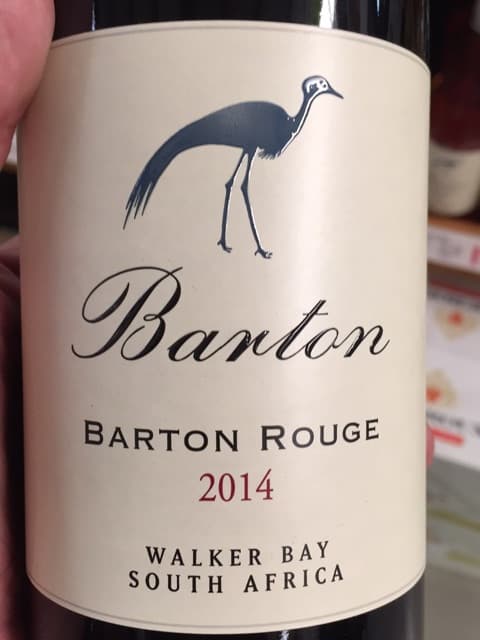 Barton
BARTON ROUGE
2014
WALKER BAY
SOUTH AFRICA